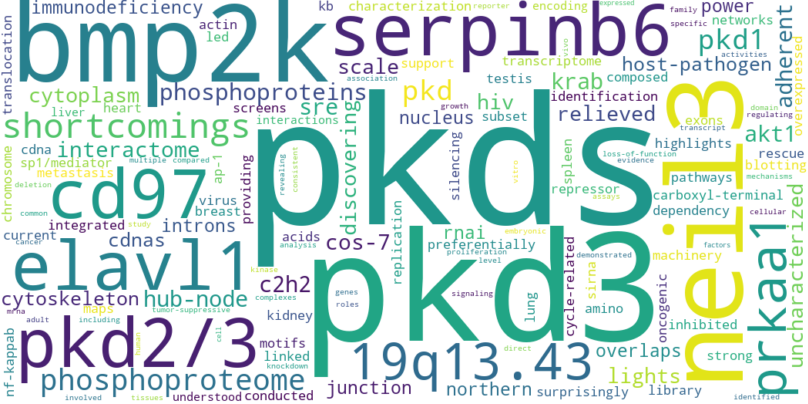 immunodeficiency
kb
characterization
reporter
encoding
expressed
family
power
bmp2k
serpinb6
actin
led
specific
networks
activities
translocation
scale
support
transcriptome
pkd1
adherent
overexpressed
phosphoproteins
association
vivo
host-pathogen
cytoplasm
testis
composed
screens
sre
pkd
krab
identification
liver
heart
growth
hiv
subset
relieved
exons
domain
regulating
shortcomings
interactions
nucleus
transcript
akt1
cdna
interactome
pkds
highlights
rescue
sp1/mediator
multiple
compared
ap-1
discovering
silencing
spleen
loss-of-function
evidence
blotting
metastasis
providing
revealing
consistent
vitro
repressor
pathways
mechanisms
chromosome
deletion
cd97
virus
breast
carboxyl-terminal
nei13
common
integrated
introns
acids
rnai
assays
dependency
cellular
current
study
cancer
cdnas
cos-7
replication
embryonic
preferentially
factors
prkaa1
uncharacterized
elavl1
analysis
proliferation
level
demonstrated
machinery
kinase
c2h2
pkd3
cycle-related
sirna
oncogenic
cytoskeleton
hub-node
complexes
genes
roles
signaling
lung
amino
mrna
maps
tumor-suppressive
kidney
adult
including
motifs
inhibited
nf-kappab
pkd2/3
human
cell
linked
knockdown
direct
19q13.43
overlaps
strong
phosphoproteome
junction
northern
lights
involved
tissues
understood
conducted
surprisingly
library
identified